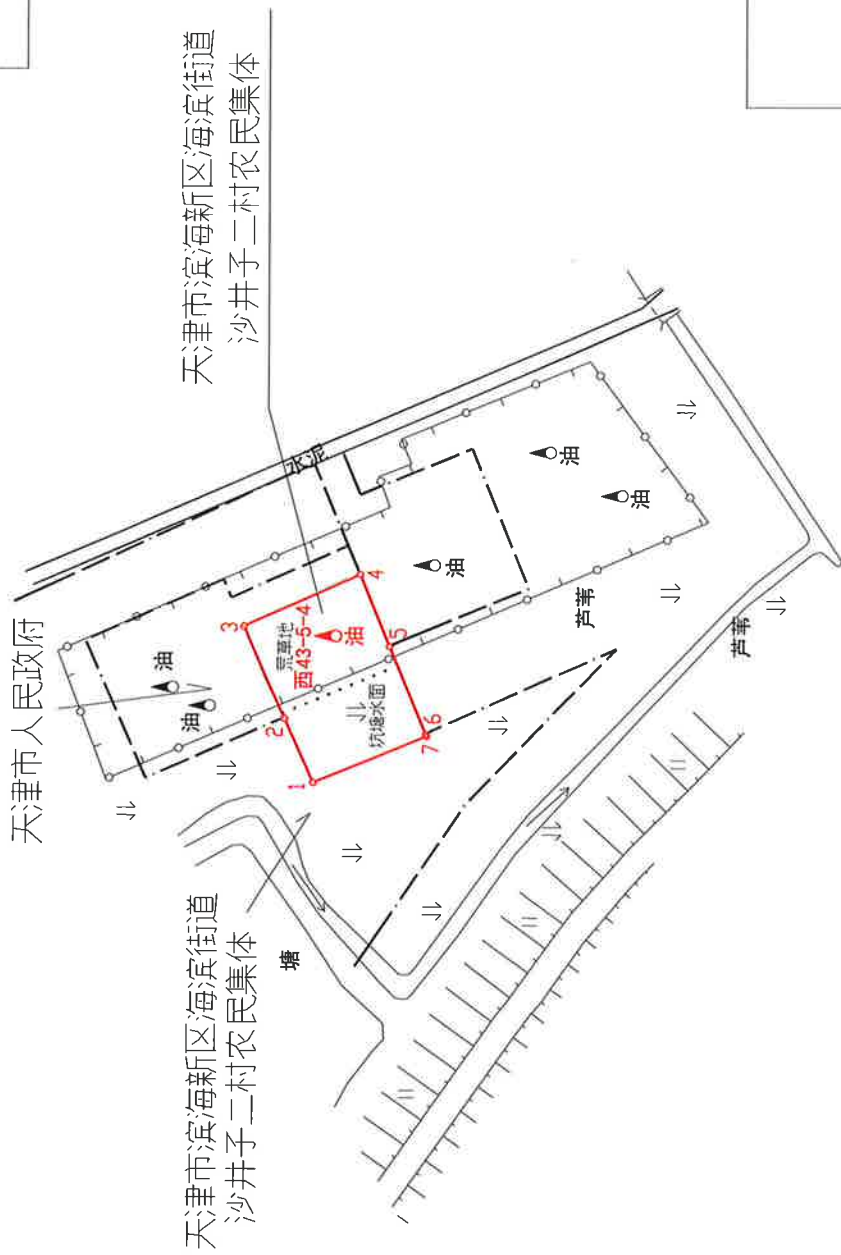 天津市人民政府
天津市滨海新区海滨街道
沙井子二村农民集体
天津市滨海新区海滨街道
沙井子二村农民集体
水泥
油
油
3
4
荒草地
西43-5-4
油
油
油
油
2
5
坑塘水面
1
6
7
芦苇
芦苇
塘